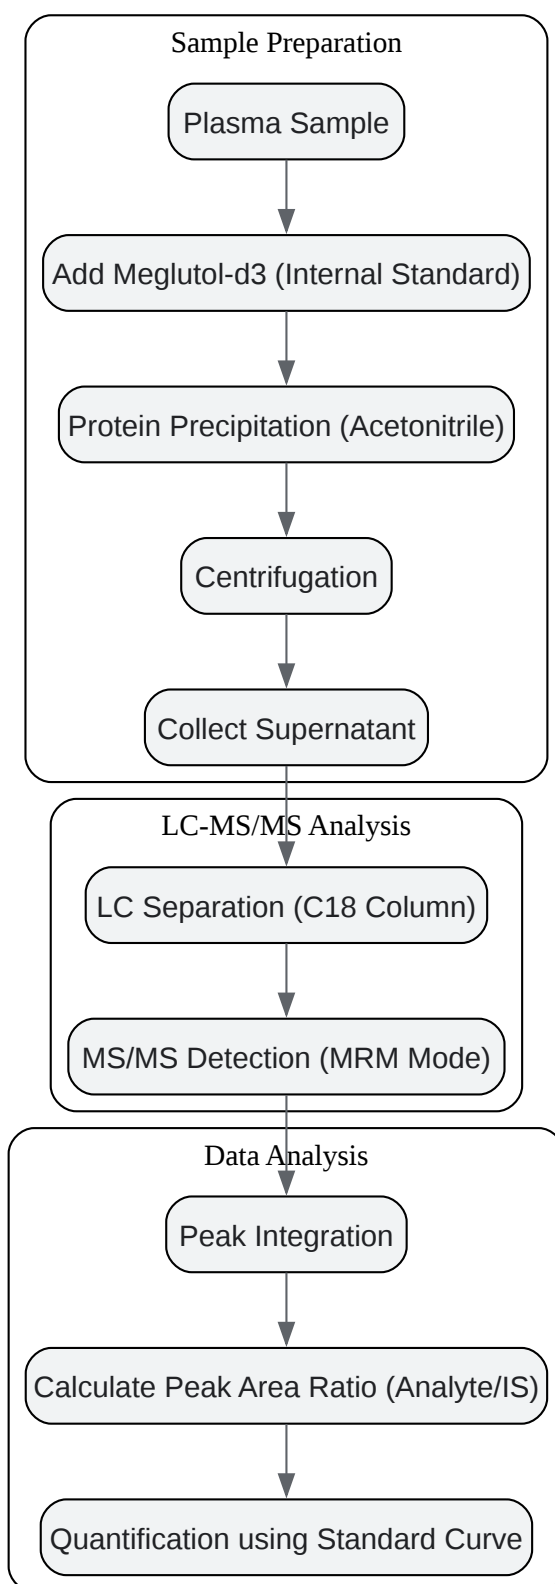 Sample Preparation
Plasma Sample
Add Meglutol-d3 (Internal Standard)
Protein Precipitation (Acetonitrile)
Centrifugation
Collect Supernatant
LC-MS/MS Analysis
LC Separation (C18 Column)
MS/MS Detection (MRM Mode)
Data Analysis
Peak Integration
Calculate Peak Area Ratio (Analyte/IS)
Quantification using Standard Curve